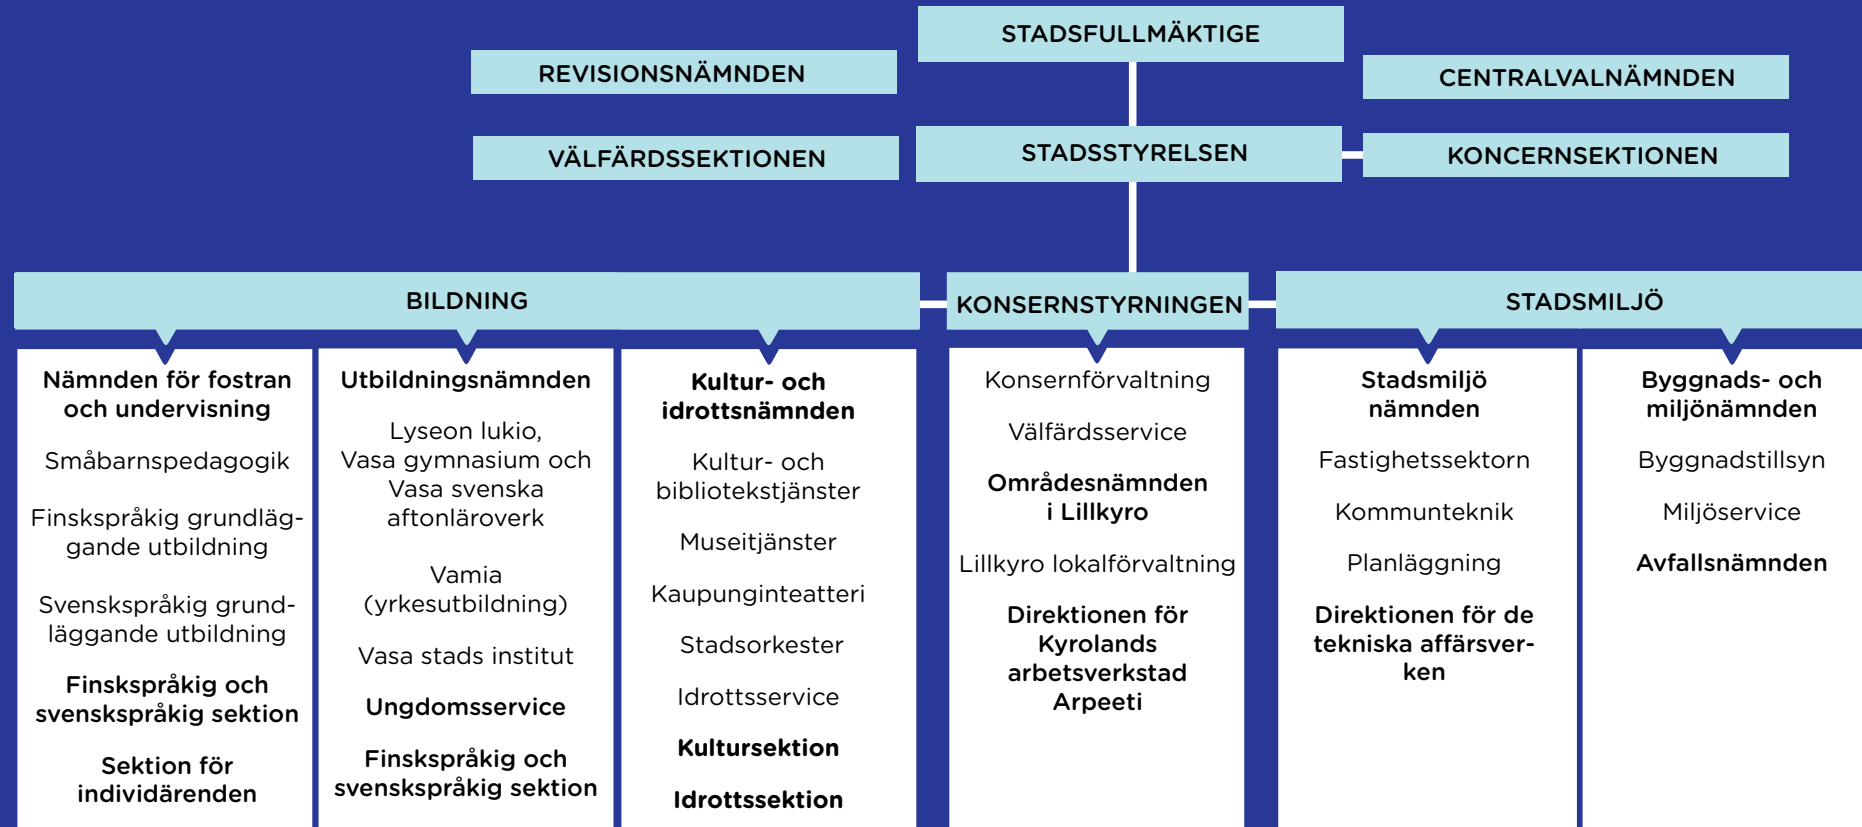 STADSFULLMÄKTIGE
REVISIONSNÄMNDEN
CENTRALVALNÄMNDEN
VÄLFÄRDSSEKTIONEN
STADSSTYRELSEN
KONCERNSEKTIONEN
BILDNING
KONSERNSTYRNINGEN
STADSMILJÖ
Nämnden för fostran
och undervisning
Småbarnspedagogik
Finskspråkig grundläg-
gande utbildning
Svenskspråkig grund-
läggande utbildning
Finskspråkig och
svenskspråkig sektion
Sektion för
individärenden
Utbildningsnämnden
Lyseon lukio,
Vasa gymnasium och
Vasa svenska
aftonläroverk
Vamia
(yrkesutbildning)
Vasa stads institut
Ungdomsservice
Finskspråkig och
svenskspråkig sektion
Kultur- och
idrottsnämnden
Kultur- och
bibliotekstjänster
Museitjänster
Kaupunginteatteri
Stadsorkester
Idrottsservice
Kultursektion
Idrottssektion
Konsernförvaltning
Välfärdsservice
Områdesnämnden
i Lillkyro
Lillkyro lokalförvaltning
Direktionen för
Kyrolands
arbetsverkstad
Arpeeti
Stadsmiljö
nämnden
Fastighetssektorn
Kommunteknik
Planläggning
Direktionen för de
tekniska affärsver-
ken
Byggnads- och
miljönämnden
Byggnadstillsyn
Miljöservice
Avfallsnämnden